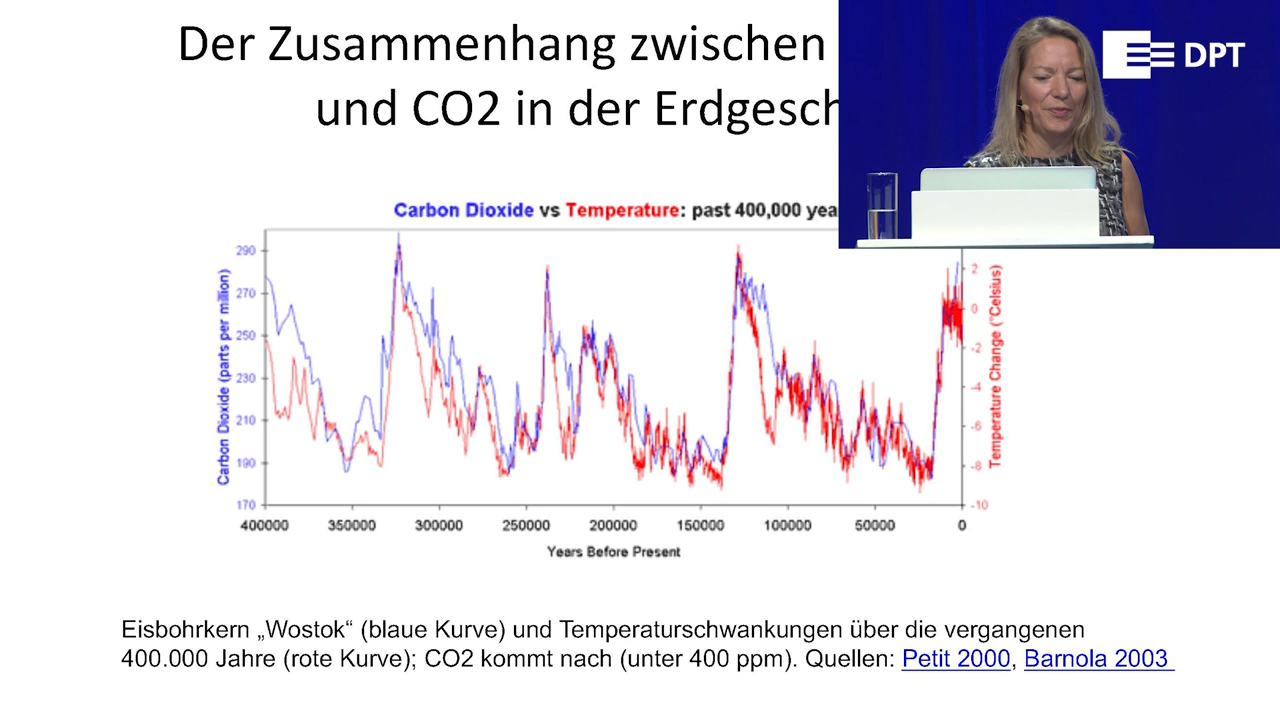 Der Zusammenhang zwischen
und CO2 in der Erdgesch
DPT
Carbon Dioxide vs Temperature: past 400,000 yea
Carbon Dioxide (parts per million)
290
270
250
230
210
190
170
2
0
-2
-4
-6
-8
-10
Temperature Change (°Celsius)
400000 350000 300000 250000 200000 150000 100000 50000 0
Years Before Present
Eisbohrkern „Wostok“ (blaue Kurve) und Temperaturschwankungen über die vergangenen
400.000 Jahre (rote Kurve); CO2 kommt nach (unter 400 ppm). Quellen: Petit 2000, Barnola 2003